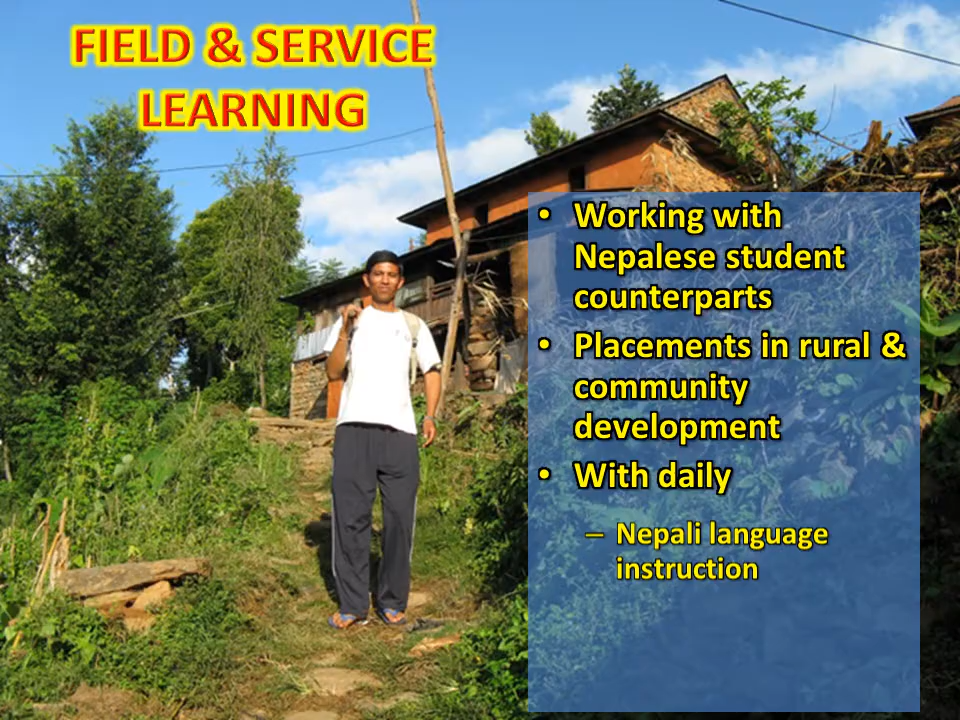 FIELD & SERVICE
LEARNING
• Working with
Nepalese student
counterparts
• Placements in rural &
community
development
• With daily
– Nepali language
instruction